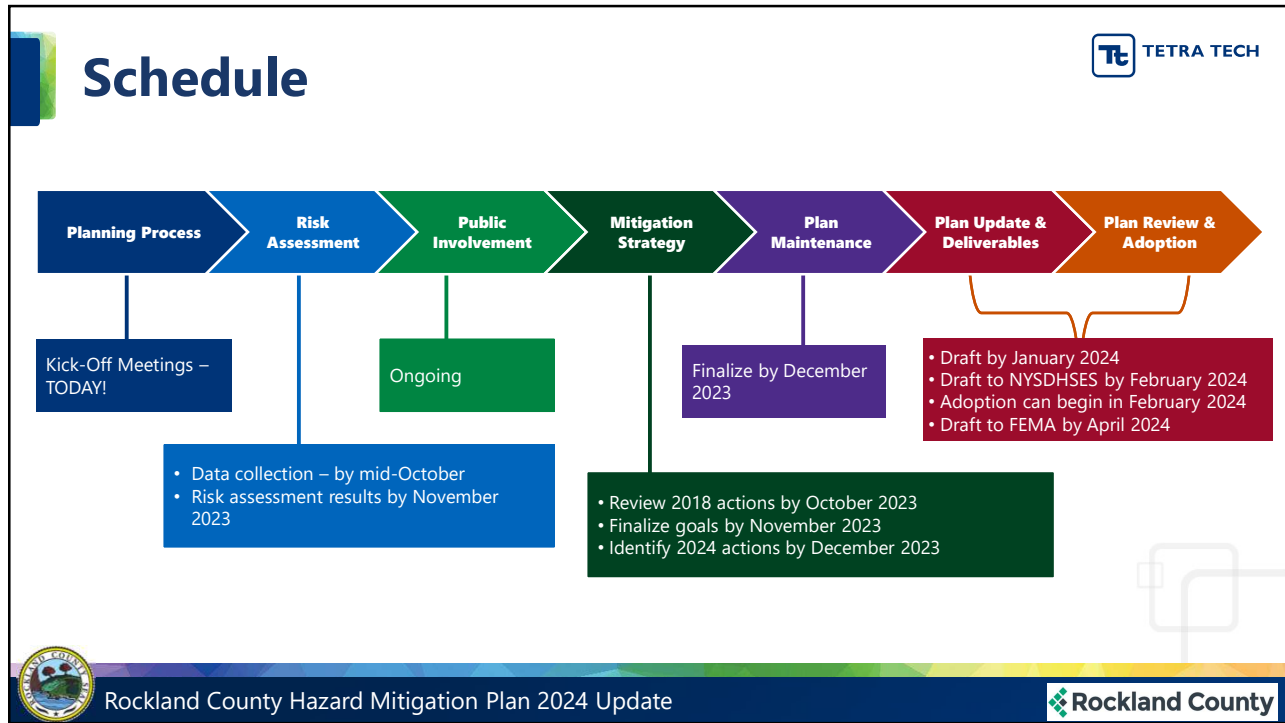 Schedule
Tt TETRA TECH
Planning Process
Risk
Assessment
Public
Involvement
Mitigation
Strategy
Plan
Maintenance
Plan Update &
Deliverables
Plan Review &
Adoption
Kick-Off Meetings –
TODAY!
Ongoing
Finalize by December
2023
• Draft by January 2024
• Draft to NYSDHSES by February 2024
• Adoption can begin in February 2024
• Draft to FEMA by April 2024
• Data collection – by mid-October
• Risk assessment results by November
2023
• Review 2018 actions by October 2023
• Finalize goals by November 2023
• Identify 2024 actions by December 2023
Rockland County Hazard Mitigation Plan 2024 Update
Rockland County